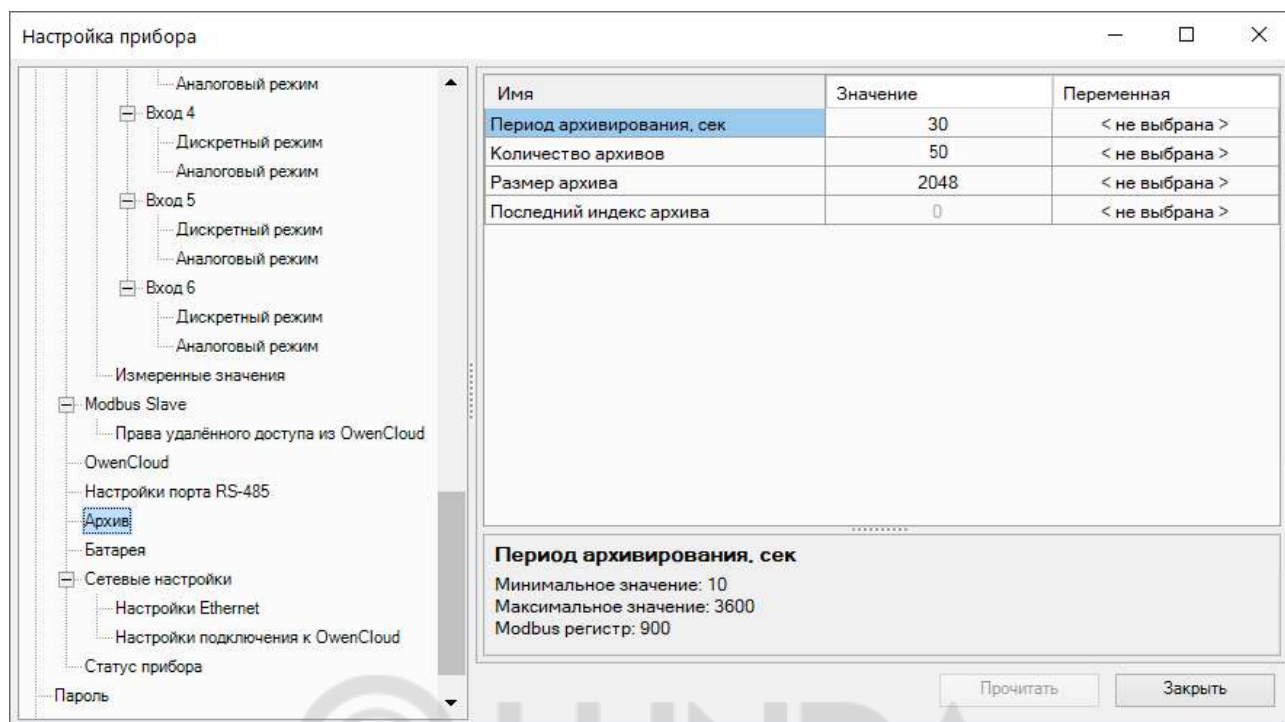 Настройка прибора
Аналоговый режим
Вход 4
Дискретный режим
Аналоговый режим
Вход 5
Дискретный режим
Аналоговый режим
Вход 6
Дискретный режим
Аналоговый режим
Измеренные значения
Modbus Slave
Права удалённого доступа из OwenCloud
OwenCloud
Настройки порта RS-485
Архив
Батарея
Сетевые настройки
Настройки Ethernet
Настройки подключения к OwenCloud
Статус прибора
Пароль
Имя Значение Переменная
Период архивирования, сек 30 < не выбрана >
Количество архивов 50 < не выбрана >
Размер архива 2048 < не выбрана >
Последний индекс архива 0 < не выбрана >
Период архивирования, сек
Минимальное значение: 10
Максимальное значение: 3600
Modbus регистр: 900
Прочитать Закрыть